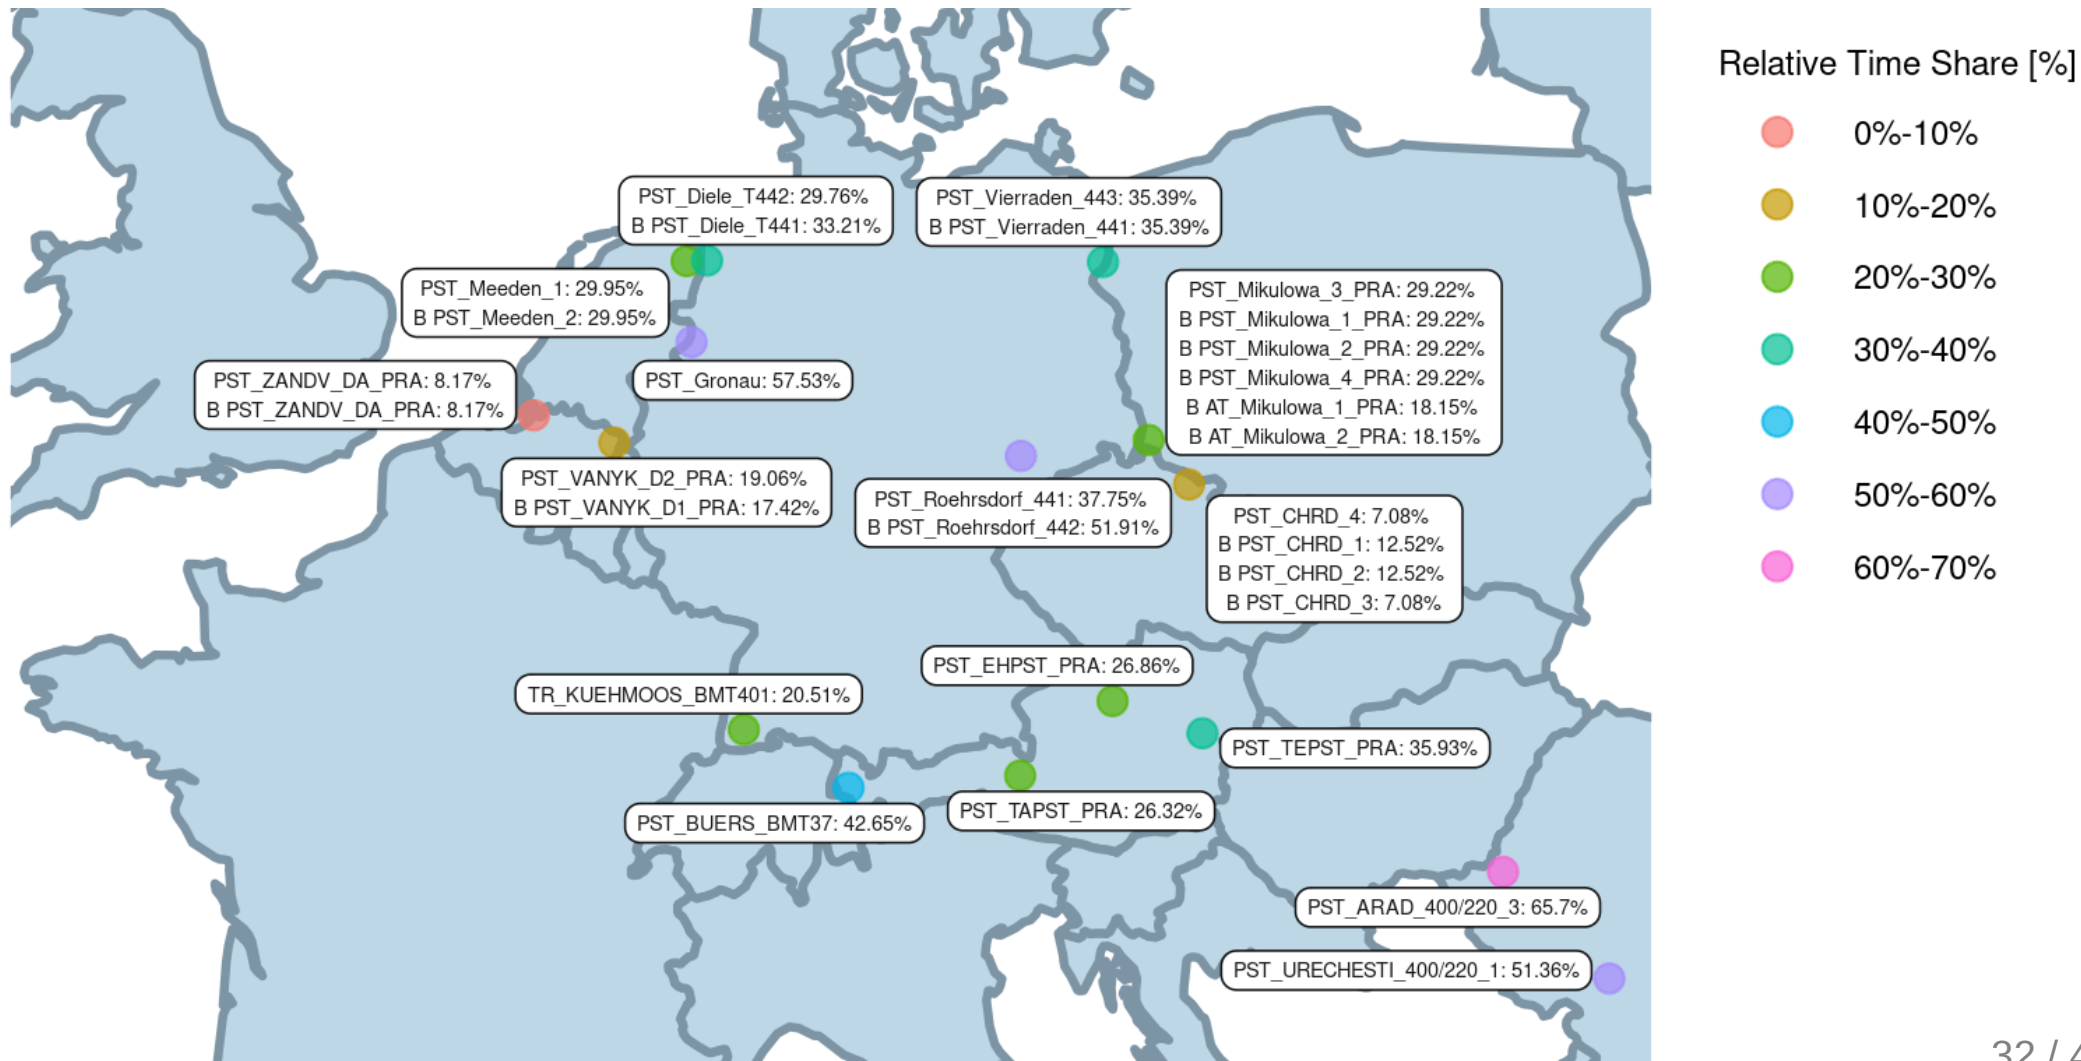 Relative Time Share [%]
0%-10%
10%-20%
20%-30%
30%-40%
40%-50%
50%-60%
60%-70%
PST_Diele_T442: 29.76%
B PST_Diele_T441: 33.21%
PST_Vierraden_443: 35.39%
B PST_Vierraden_441: 35.39%
PST_Meeden_1: 29.95%
B PST_Meeden_2: 29.95%
PST_Mikulowa_3_PRA: 29.22%
B PST_Mikulowa_1_PRA: 29.22%
B PST_Mikulowa_2_PRA: 29.22%
B PST_Mikulowa_4_PRA: 29.22%
B AT_Mikulowa_1_PRA: 18.15%
B AT_Mikulowa_2_PRA: 18.15%
PST_ZANDV_DA_PRA: 8.17%
B PST_ZANDV_DA_PRA: 8.17%
PST_Gronau: 57.53%
PST_VANYK_D2_PRA: 19.06%
B PST_VANYK_D1_PRA: 17.42%
PST_Roehrsdorf_441: 37.75%
B PST_Roehrsdorf_442: 51.91%
PST_CHRD_4: 7.08%
B PST_CHRD_1: 12.52%
B PST_CHRD_2: 12.52%
B PST_CHRD_3: 7.08%
PST_EHPST_PRA: 26.86%
TR_KUEHMOOS_BMT401: 20.51%
PST_TEPST_PRA: 35.93%
PST_TAPST_PRA: 26.32%
PST_BUERS_BMT37: 42.65%
PST_ARAD_400/220_3: 65.7%
PST_URECHESTI_400/220_1: 51.36%
32 / 4